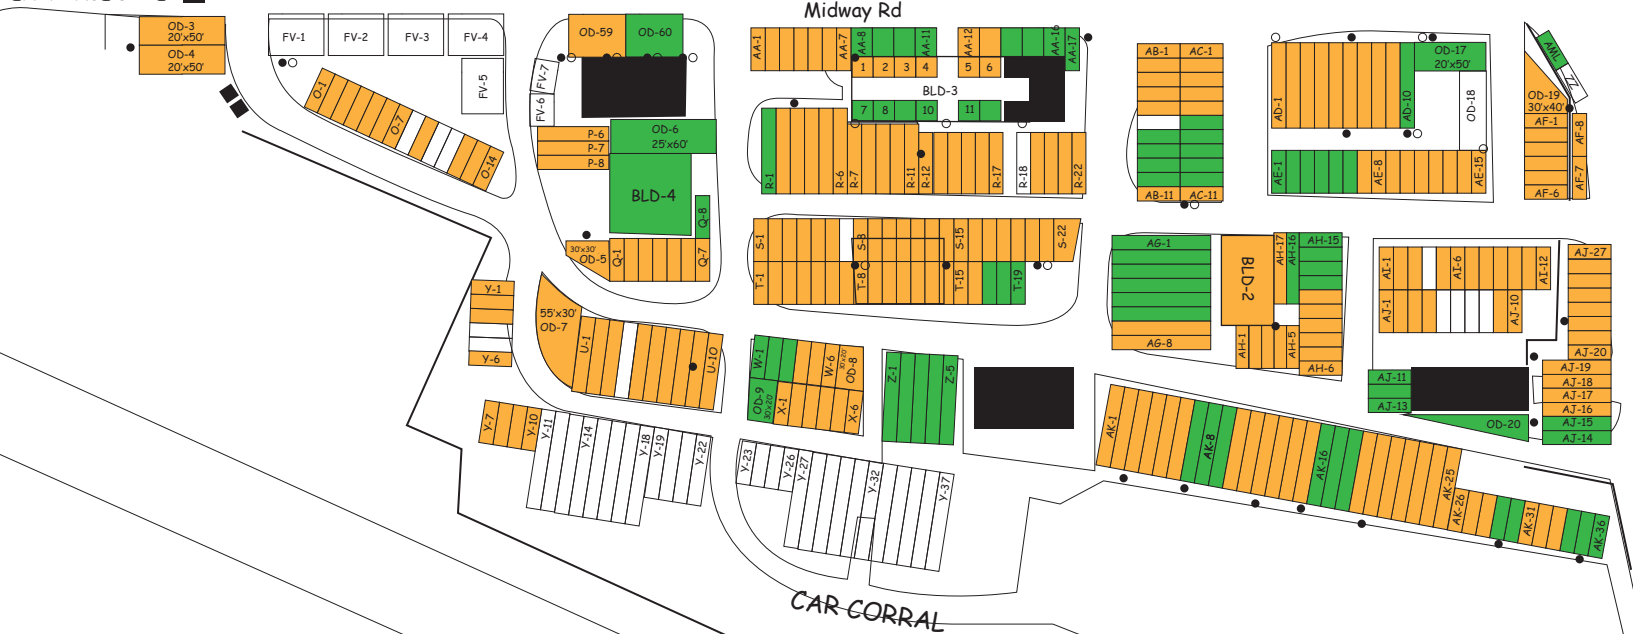 Midway Rd
OD-3
20'x50'
OD-4
20'x50'
FV-1
FV-2
FV-3
FV-4
FV-5
O-1
O-7
O-14
OD-59
OD-60
FV-7
FV-6
P-6
P-7
P-8
OD-6
25'x60'
BLD-4
Q-8
30'x30'
OD-5
Q-1
Q-7
AA-1
AA-7
AA-8
AA-11
AA-12
AA-16
AA-17
1
2
3
4
5
6
BLD-3
7
8
10
11
R-1
R-6
R-7
R-11
R-12
R-17
R-18
R-22
S-1
S-8
S-15
S-22
T-1
T-8
T-15
T-19
AB-1
AC-1
AB-11
AC-11
AD-1
AD-10
OD-17
20'x50'
OD-18
AE-1
AE-8
AE-15
AML
ZZ
OD-19
30'x40'
AF-1
AF-6
AF-8
AF-7
AG-1
AG-8
BLD-2
AH-17
AH-16
AH-15
AH-1
AH-5
AH-6
AI-1
AI-6
AI-12
AJ-1
AJ-10
AJ-27
AJ-20
AJ-19
AJ-18
AJ-17
AJ-16
AJ-15
AJ-14
AJ-11
AJ-13
OD-20
Y-1
Y-6
55'x30'
OD-7
U-1
U-10
W-1
W-6
30'x20'
OD-8
OD-9
30'x20'
X-1
X-6
Z-1
Z-5
Y-7
Y-10
Y-11
Y-14
Y-18
Y-19
Y-22
Y-23
Y-26
Y-27
Y-32
Y-37
AK-1
AK-8
AK-16
AK-25
AK-26
AK-31
AK-36
CAR CORRAL